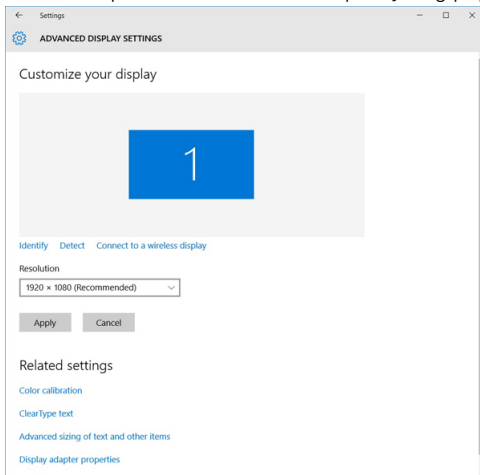 ← Settings
ADVANCED DISPLAY SETTINGS
Customize your display
1
Identify Detect Connect to a wireless display
Resolution
1920 × 1080 (Recommended)
Apply Cancel
Related settings
Color calibration
ClearType text
Advanced sizing of text and other items
Display adapter properties